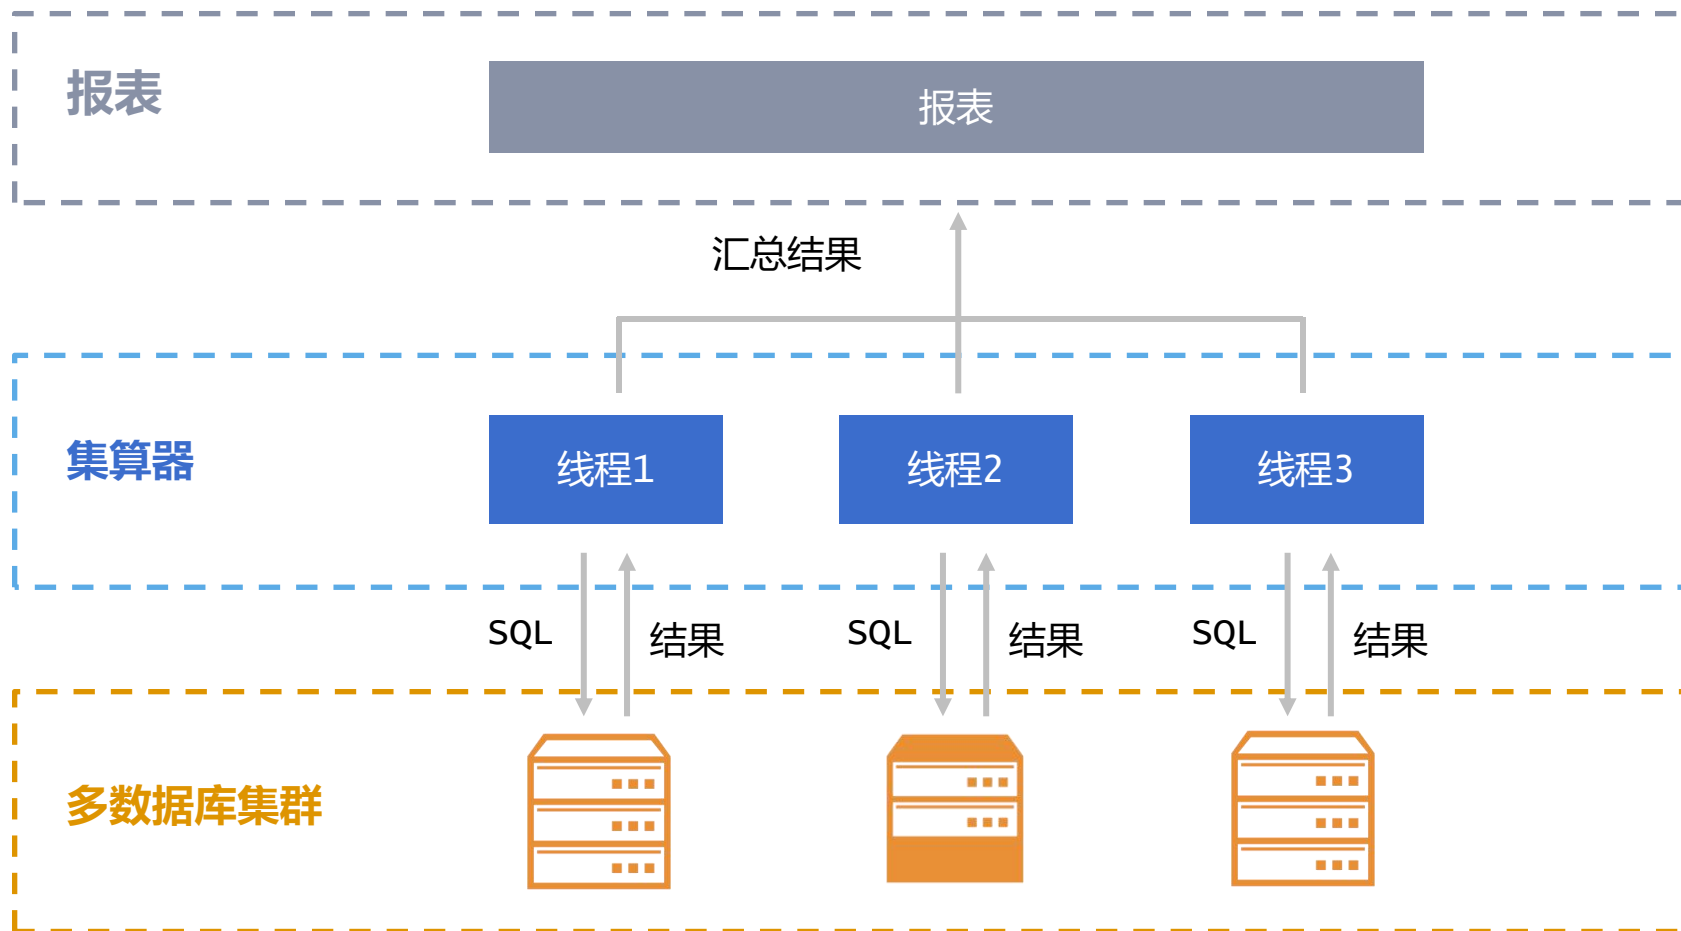 报表
报表
汇总结果
集算器
线程1
线程2
线程3
SQL
结果
SQL
结果
SQL
结果
多数据库集群